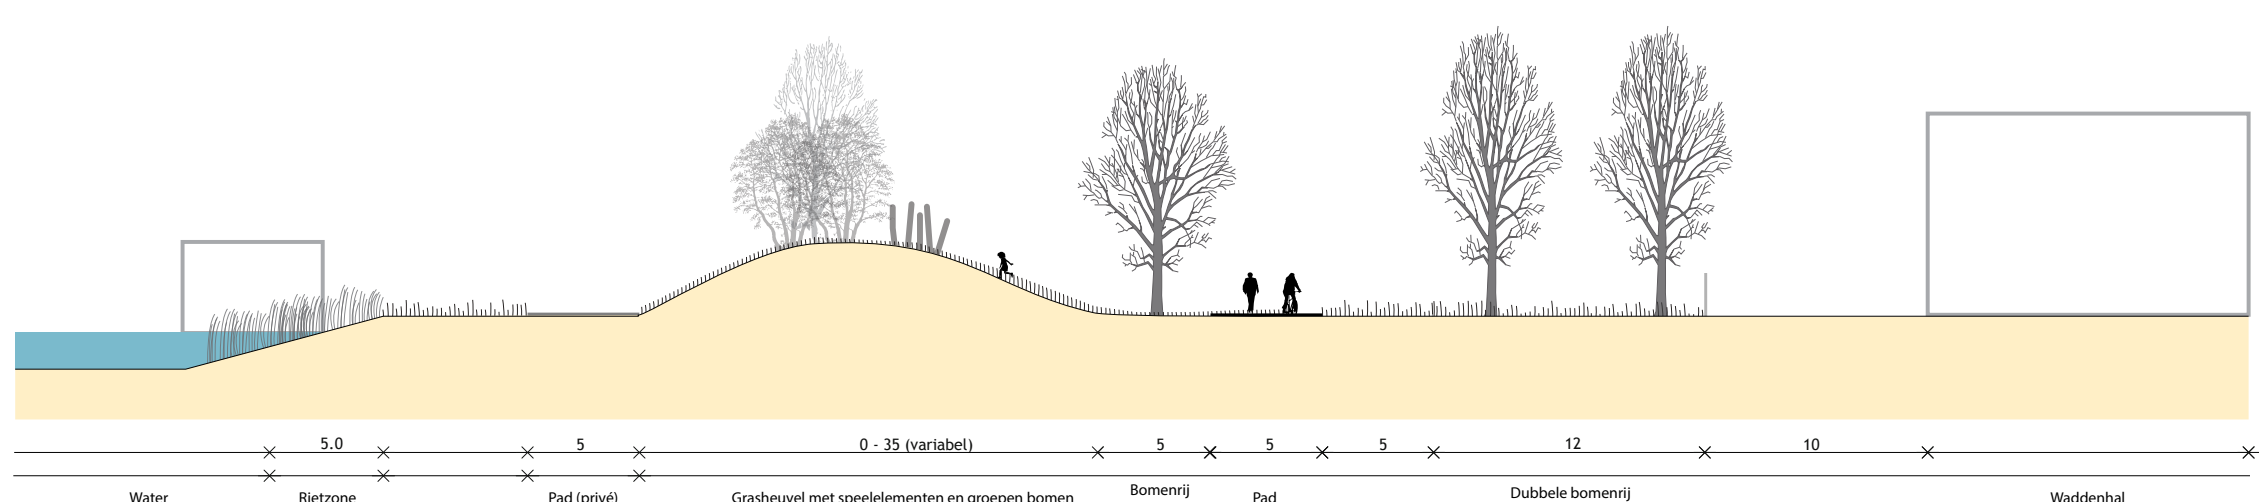 5.0 5 0 - 35 (variabel) 5 5 5 12 10
Water Rietzone Pad (privé) Grasheuvel met speelelementen en groepen bomen Bomenrij Pad Dubbele bomenrij Waddenhal